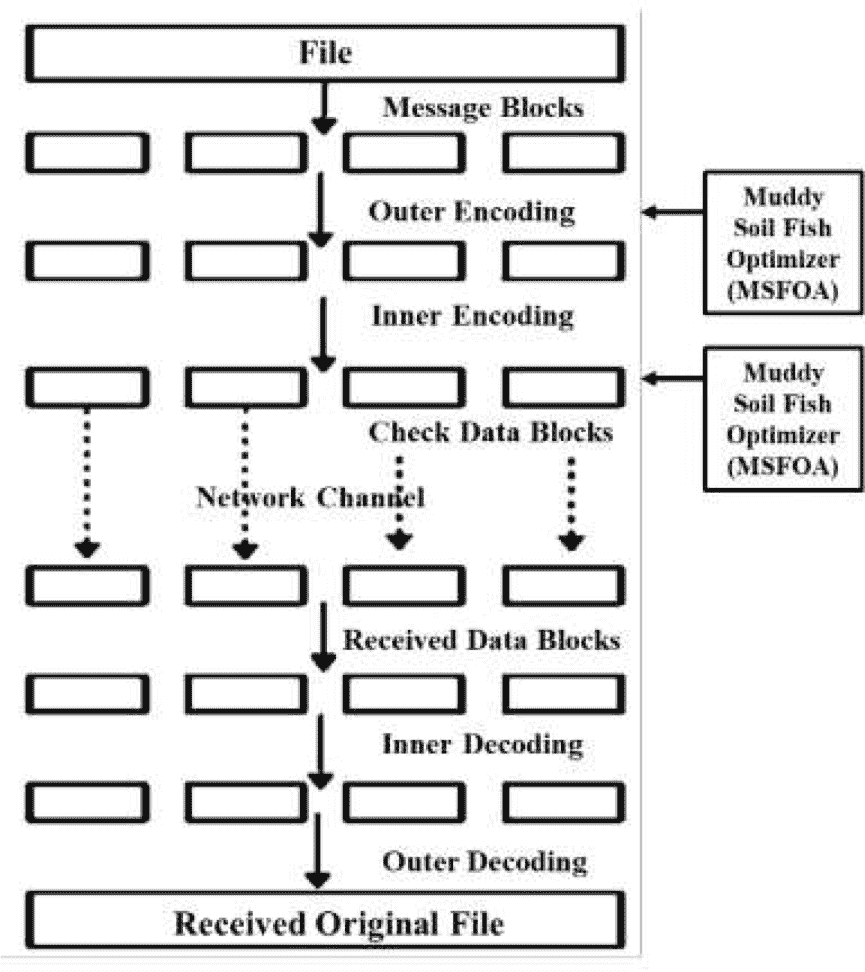 File
Message Blocks
Outer Encoding
Muddy
Soil Fish
Optimizer
(MSFOA)
Inner Encoding
Muddy
Soil Fish
Optimizer
(MSFOA)
Check Data Blocks
Network Channel
Received Data Blocks
Inner Decoding
Outer Decoding
Received Original File